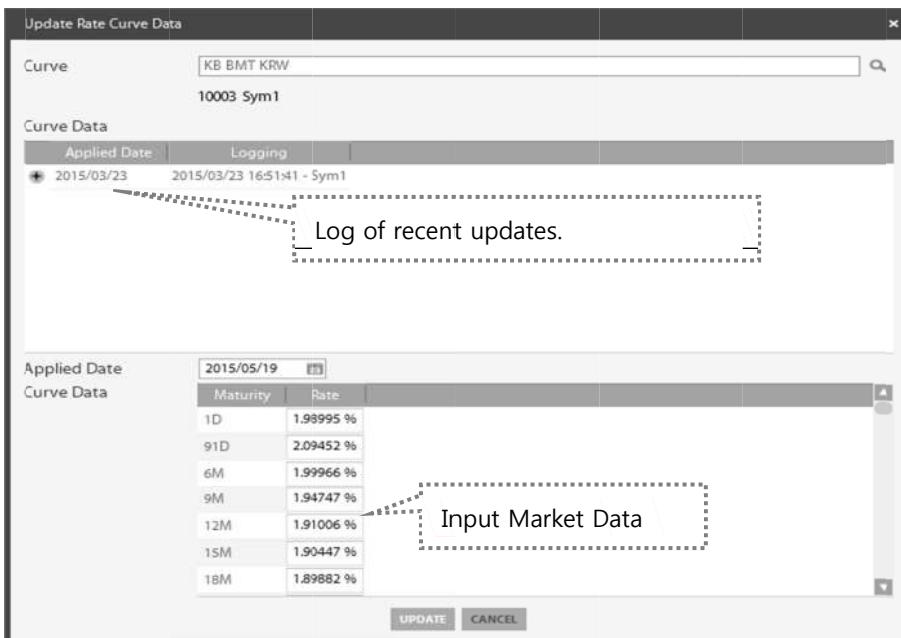 Update Rate Curve Data
Curve KB BMT KRW
10003 Sym1
Curve Data
Applied Date Logging
2015/03/23 2015/03/23 16:51:41 - Sym1
Log of recent updates.
Applied Date 2015/05/19
Curve Data
Maturity Rate
1D 1.98995 %
91D 2.09452 %
6M 1.99966 %
9M 1.94747 %
12M 1.91006 %
Input Market Data
15M 1.90447 %
18M 1.89882 %
UPDATE CANCEL